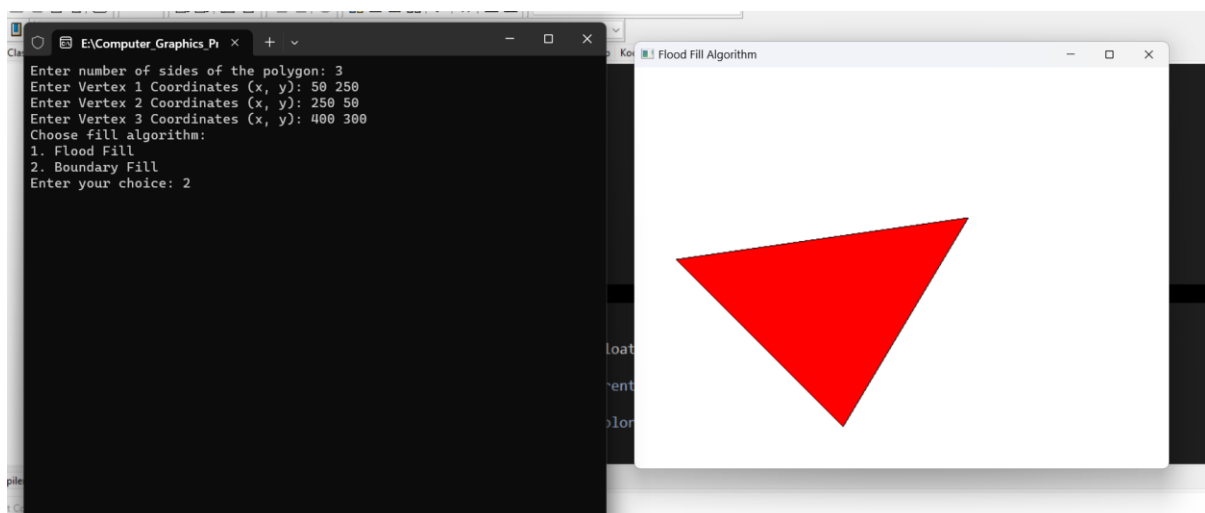 E:\Computer_Graphics_Pr
Enter number of sides of the polygon: 3
Enter Vertex 1 Coordinates (x, y): 50 250
Enter Vertex 2 Coordinates (x, y): 250 50
Enter Vertex 3 Coordinates (x, y): 400 300
Choose fill algorithm:
1. Flood Fill
2. Boundary Fill
Enter your choice: 2
Flood Fill Algorithm